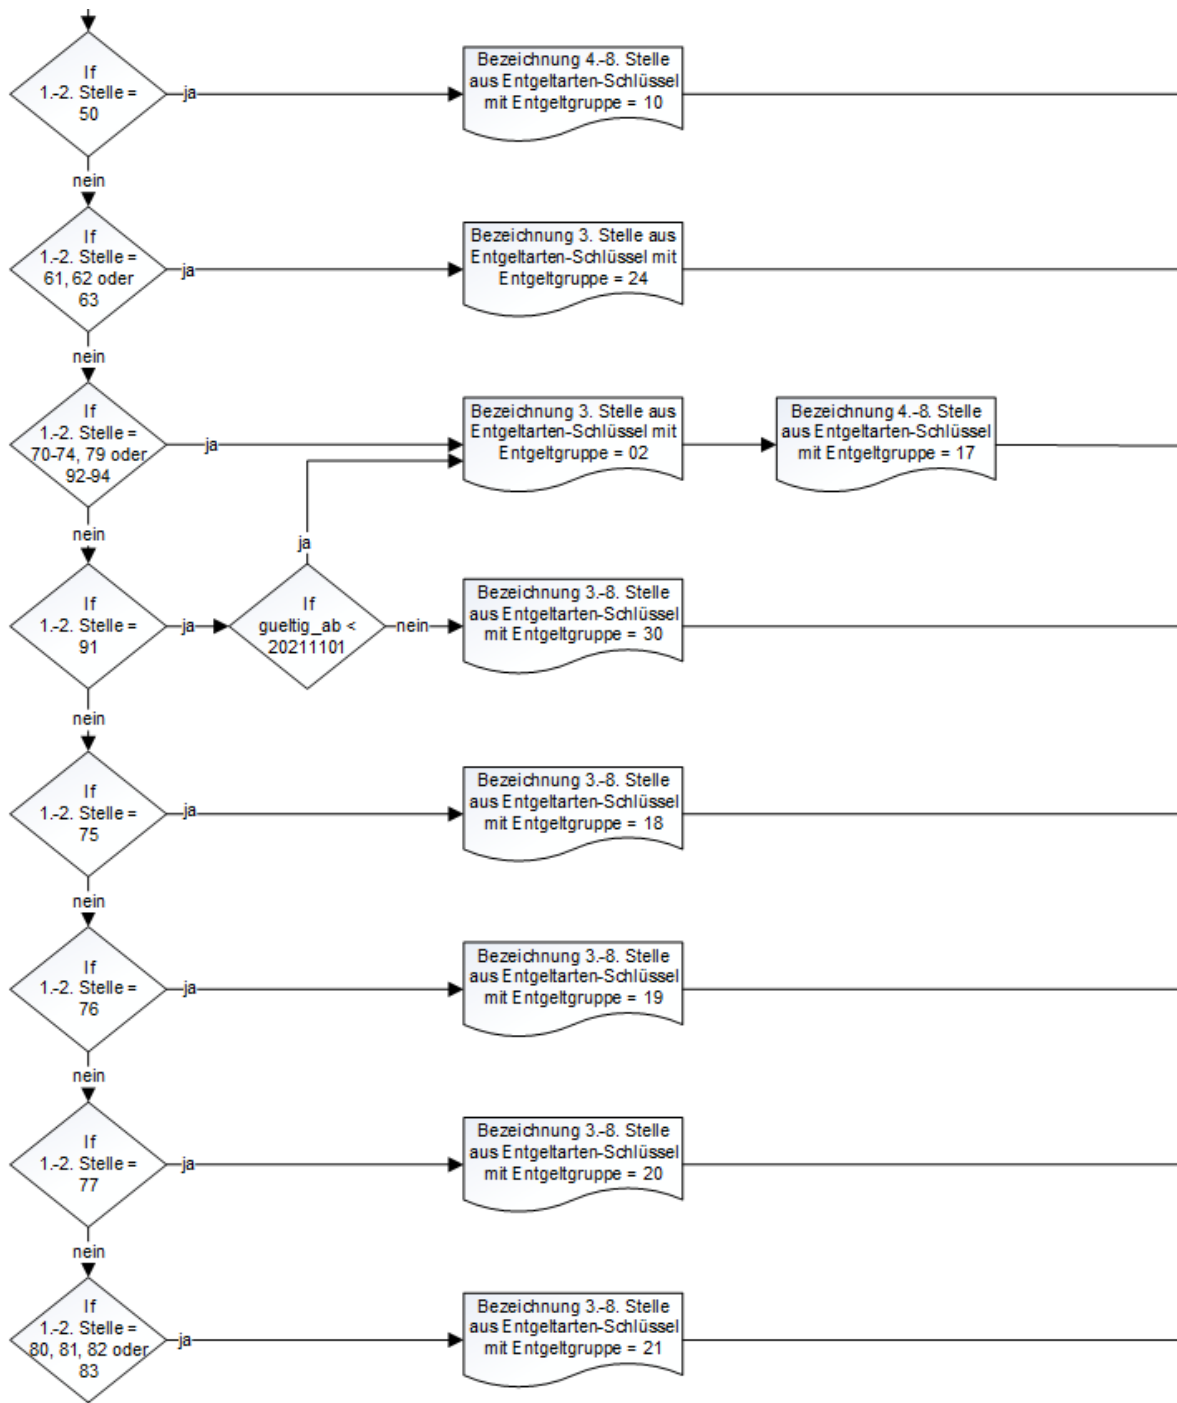 If
1.-2. Stelle =
50
ja
Bezeichnung 4.-8. Stelle
aus Entgeltarten-Schlüssel
mit Entgeltgruppe = 10
nein
If
1.-2. Stelle =
61, 62 oder
63
ja
Bezeichnung 3. Stelle aus
Entgeltarten-Schlüssel mit
Entgeltgruppe = 24
nein
If
1.-2. Stelle =
70-74, 79 oder
92-94
ja
Bezeichnung 3. Stelle aus
Entgeltarten-Schlüssel mit
Entgeltgruppe = 02
Bezeichnung 4.-8. Stelle
aus Entgeltarten-Schlüssel
mit Entgeltgruppe = 17
nein
ja
If
1.-2. Stelle =
91
ja
If
gueltig_ab <
20211101
nein
Bezeichnung 3.-8. Stelle
aus Entgeltarten-Schlüssel
mit Entgeltgruppe = 30
nein
If
1.-2. Stelle =
75
ja
Bezeichnung 3.-8. Stelle
aus Entgeltarten-Schlüssel
mit Entgeltgruppe = 18
nein
If
1.-2. Stelle =
76
ja
Bezeichnung 3.-8. Stelle
aus Entgeltarten-Schlüssel
mit Entgeltgruppe = 19
nein
If
1.-2. Stelle =
77
ja
Bezeichnung 3.-8. Stelle
aus Entgeltarten-Schlüssel
mit Entgeltgruppe = 20
nein
If
1.-2. Stelle =
80, 81, 82 oder
83
ja
Bezeichnung 3.-8. Stelle
aus Entgeltarten-Schlüssel
mit Entgeltgruppe = 21